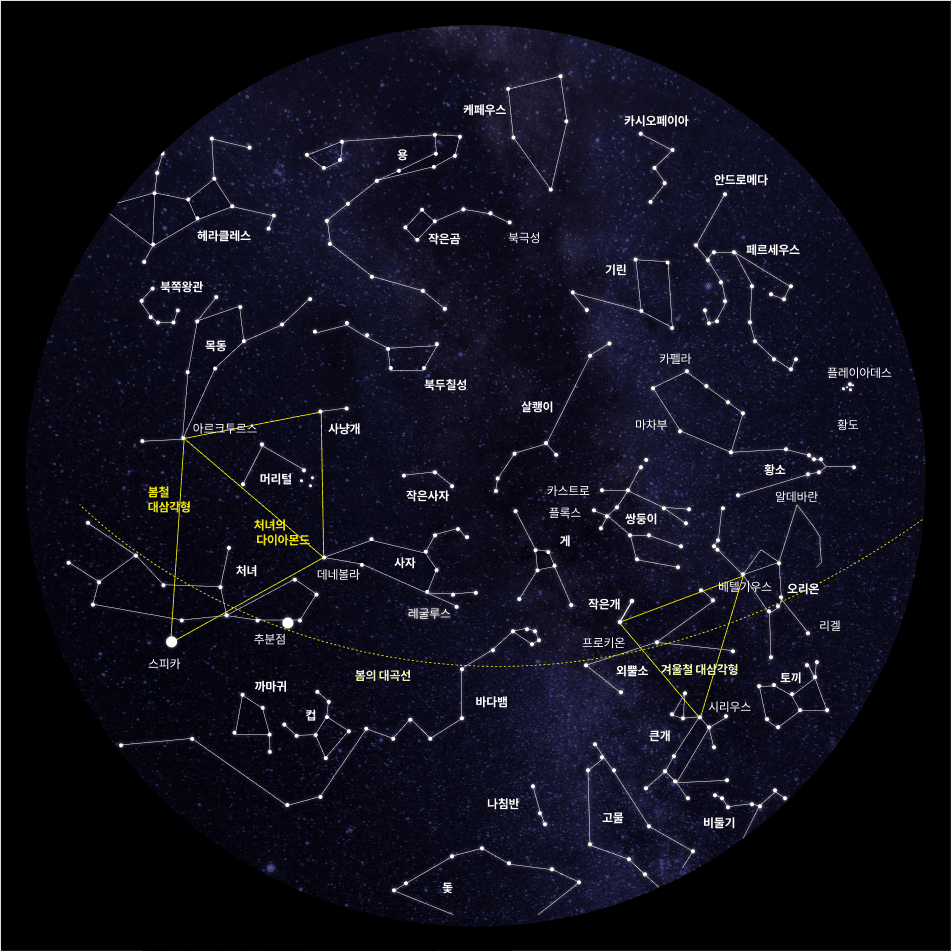 케페우스
카시오페이아
용
안드로메다
헤라클레스
작은곰
북극성
페르세우스
기린
북쪽왕관
목동
북두칠성
카펠라
플레이아데스
살쾡이
마차부
황도
아르크투르스
사냥개
머리털
작은사자
황소
카스트로
알데바란
봄철
대삼각형
플록스
쌍둥이
처녀의
다이아몬드
게
사자
처녀
데네볼라
베텔기우스
오리온
레굴루스
작은개
리겔
추분점
프로키온
스피카
봄의 대곡선
외뿔소
겨울철 대삼각형
토끼
까마귀
바다뱀
시리우스
컵
큰개
나침반
고물
비둘기
돛